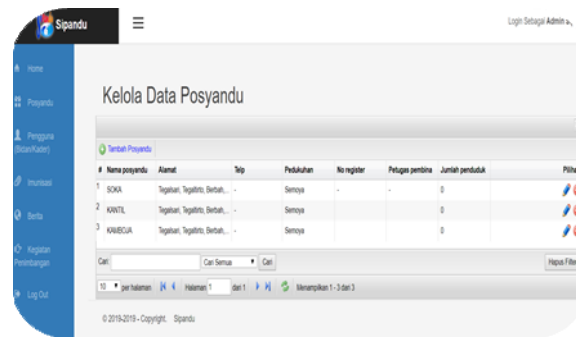 Sipandu
Login Sebagai Admin
Home
Posyandu
Pengguna
(Bidan/Kader)
Imunisasi
Berita
Kegiatan
Penimbangan
Log Out
Kelola Data Posyandu
Tambah Posyandu
# Nama posyandu Alamat Telp Pedukuhan No register Petugas pembina Jumlah penduduk Piliha
1 SOKA Tegalsari, Tegaltirto, Berbah,... - Semoya - - 0
2 KANTIL Tegalsari, Tegaltirto, Berbah,... - Semoya 0
3 KAMBOJA Tegalsari, Tegaltirto, Berbah,... - Semoya 0
Cari: Cari Semua Cari Hapus Filter
10 per halaman Halaman 1 dari 1 Menampilkan 1 - 3 dari 3
© 2019-2019 - Copyright. Sipandu